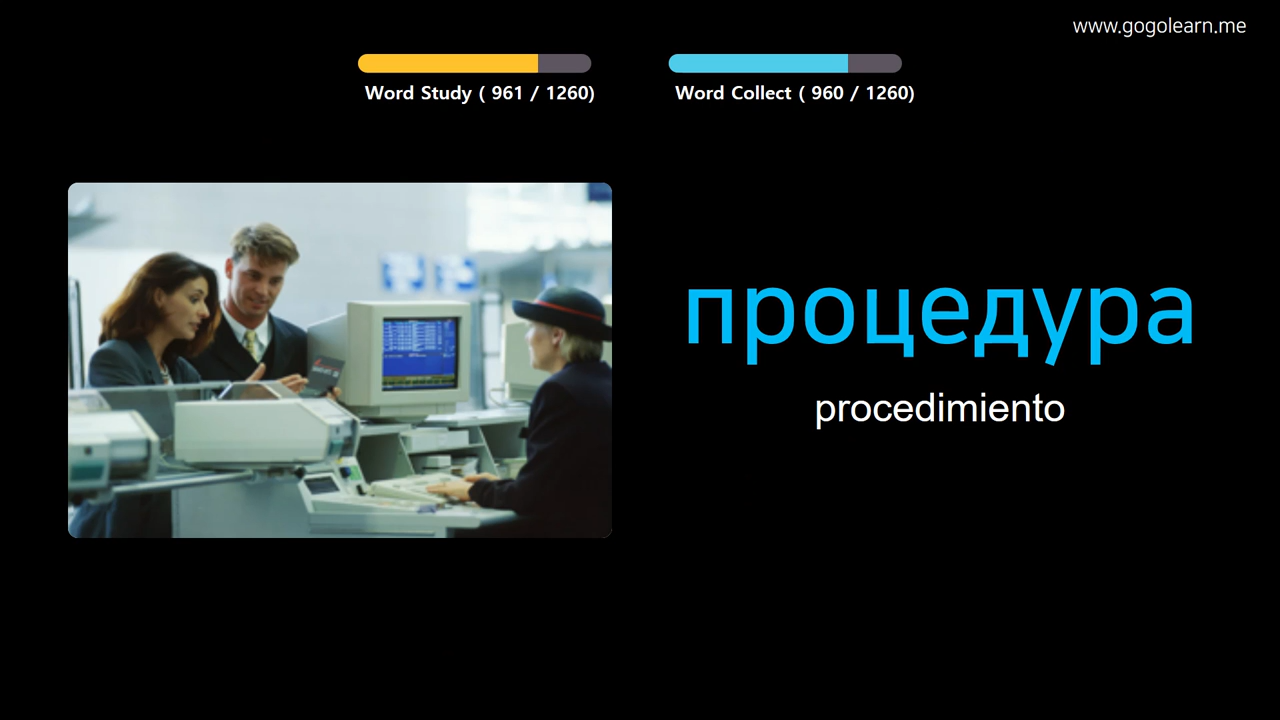 www.gogolearn.me
Word Study ( 961 / 1260)
Word Collect ( 960 / 1260)
процедура
procedimiento